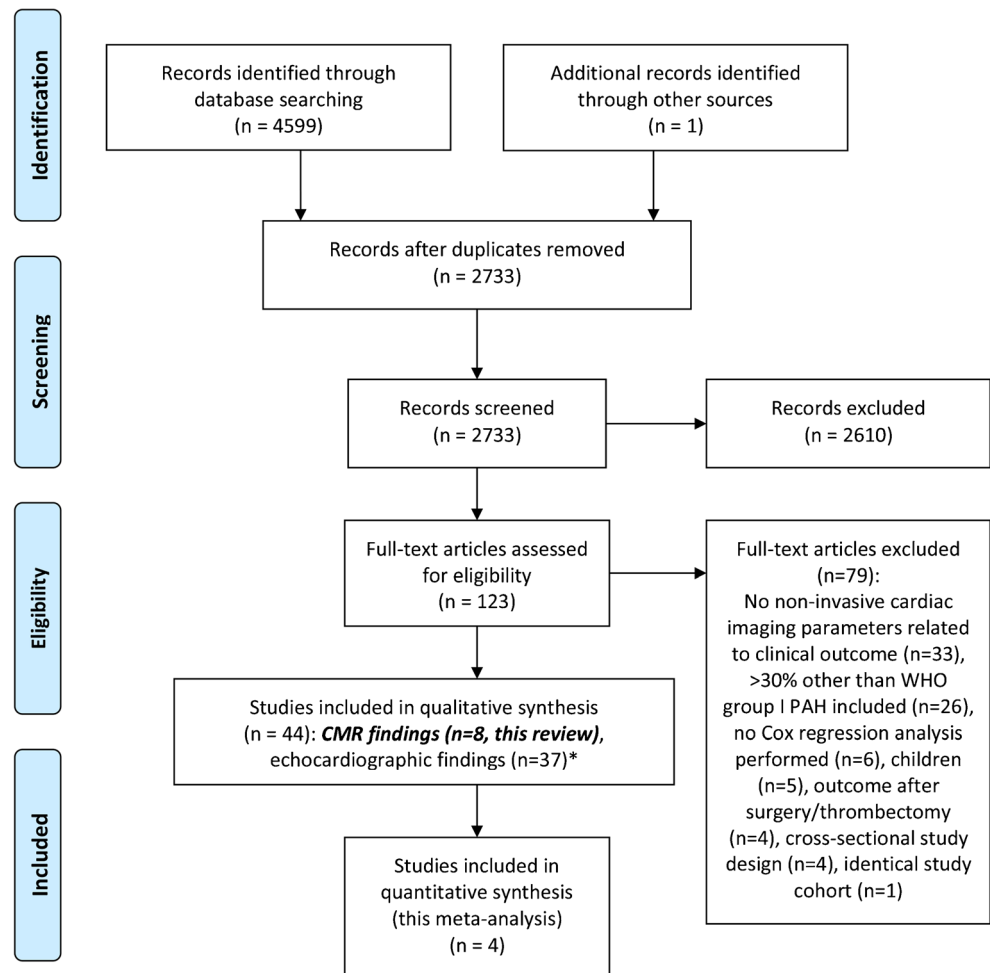 Identification
Records identified through
database searching
(n = 4599)
Additional records identified
through other sources
(n = 1)
Records after duplicates removed
(n = 2733)
Screening
Records screened
(n = 2733)
Records excluded
(n = 2610)
Eligibility
Full-text articles assessed
for eligibility
(n = 123)
Full-text articles excluded
(n=79):
No non-invasive cardiac
imaging parameters related
to clinical outcome (n=33),
>30% other than WHO
group I PAH included (n=26),
no Cox regression analysis
performed (n=6), children
(n=5), outcome after
surgery/thrombectomy
(n=4), cross-sectional study
design (n=4), identical study
cohort (n=1)
Studies included in qualitative synthesis
(n = 44): CMR findings (n=8, this review),
echocardiographic findings (n=37)*
Included
Studies included in
quantitative synthesis
(this meta-analysis)
(n = 4)